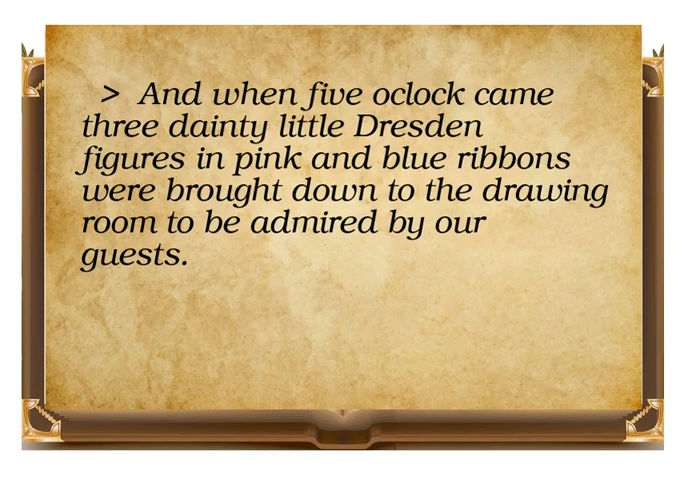 > And when five oclock came
three dainty little Dresden
figures in pink and blue ribbons
were brought down to the drawing
room to be admired by our
guests.